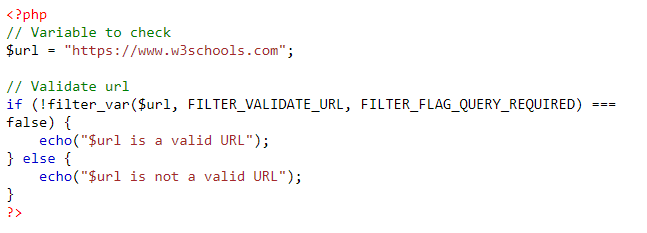 <?php
// Variable to check
$url = "https://www.w3schools.com";
// Validate url
if (!filter_var($url, FILTER_VALIDATE_URL, FILTER_FLAG_QUERY_REQUIRED) ===
false) {
    echo("$url is a valid URL");
} else {
    echo("$url is not a valid URL");
}
?>